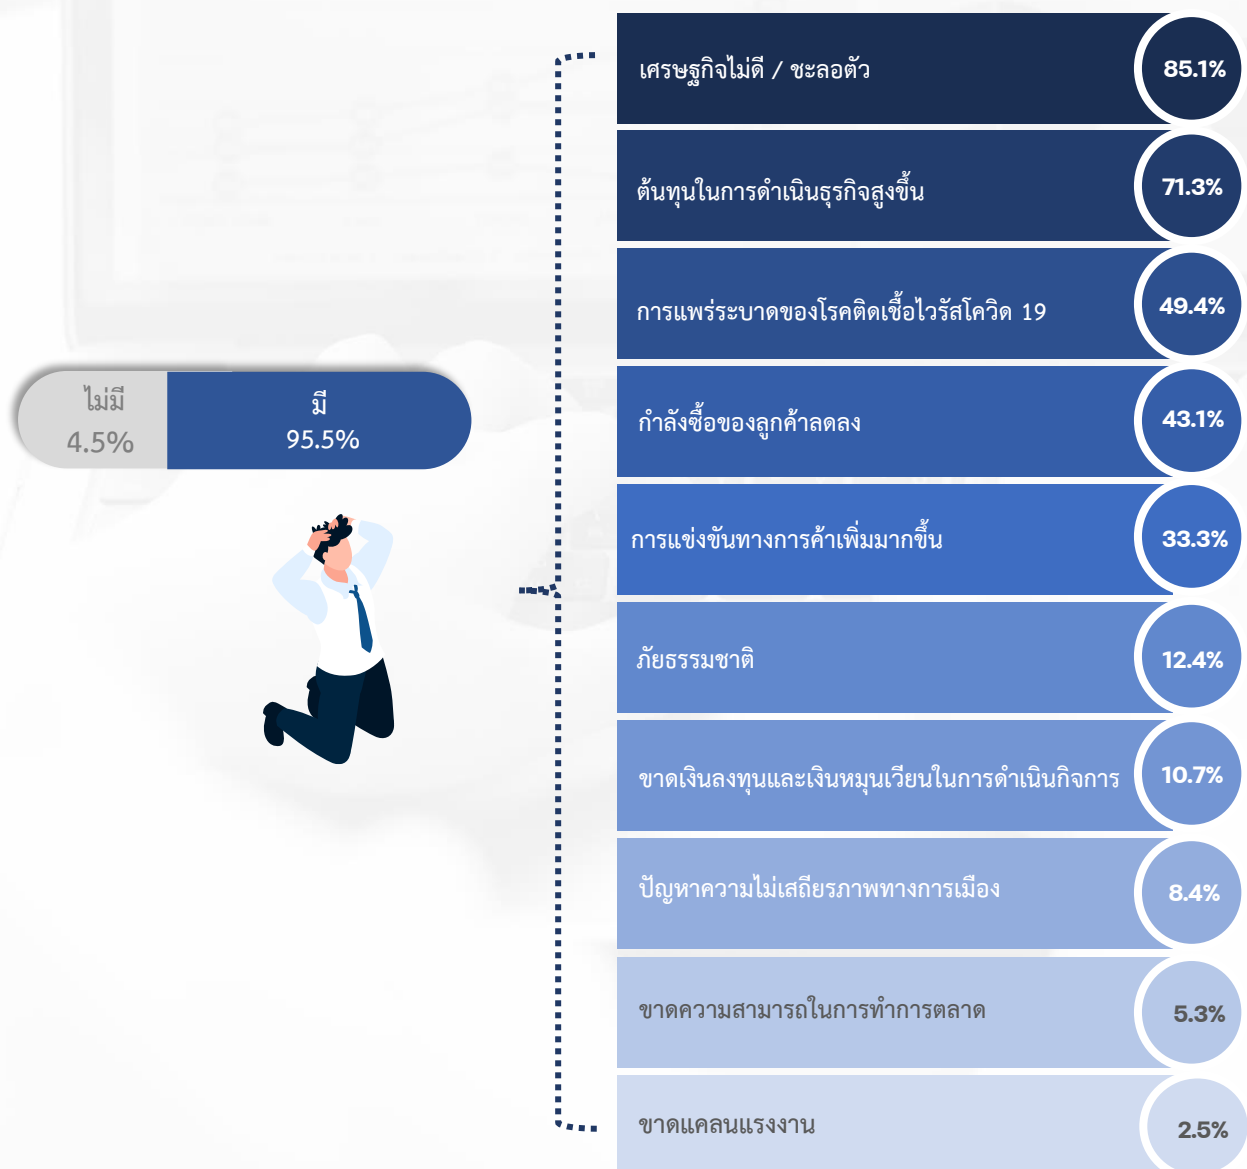 ไม่มี
4.5%
มี
95.5%
เศรษฐกิจไม่ดี / ชะลอตัว
85.1%
ต้นทุนในการดำเนินธุรกิจสูงขึ้น
71.3%
การแพร่ระบาดของโรคติดเชื้อไวรัสโควิด 19
49.4%
กำลังซื้อของลูกค้าลดลง
43.1%
การแข่งขันทางการค้าเพิ่มมากขึ้น
33.3%
ภัยธรรมชาติ
12.4%
ขาดเงินลงทุนและเงินหมุนเวียนในการดำเนินกิจการ
10.7%
ปัญหาความไม่เสถียรภาพทางการเมือง
8.4%
ขาดความสามารถในการทำการตลาด
5.3%
ขาดแคลนแรงงาน
2.5%